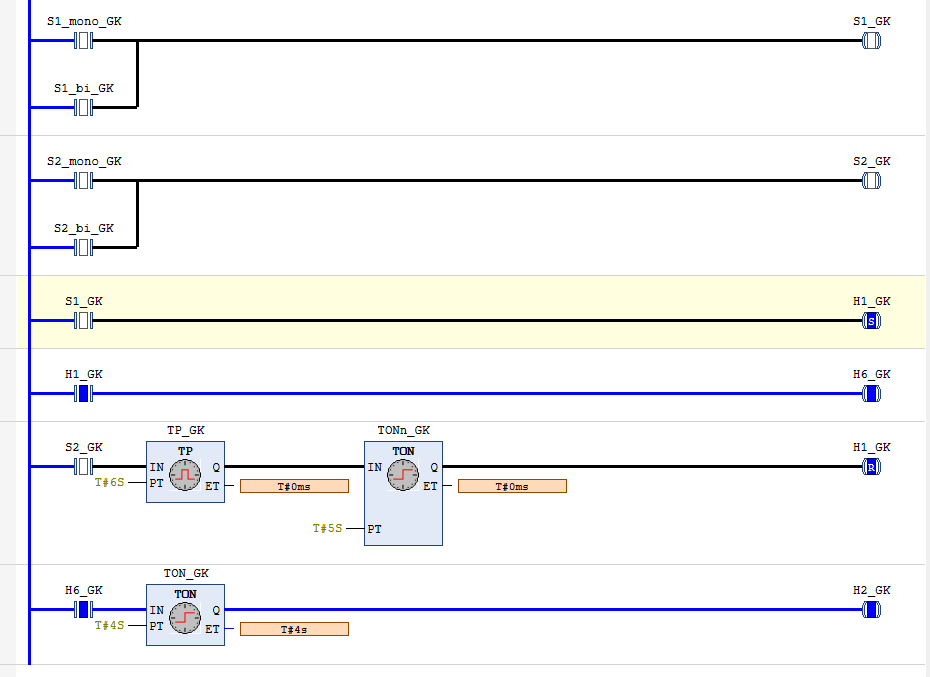 S1_mono_GK S1_GK
S1_bi_GK
S2_mono_GK S2_GK
S2_bi_GK
S1_GK H1_GK
S
H1_GK H6_GK
TP_GK TONn_GK
S2_GK TP TON H1_GK
IN Q IN Q R
T#6S PT ET T#0ms ET T#0ms
T#5S PT
TON_GK
H6_GK TON H2_GK
IN Q
T#4S PT ET T#4s